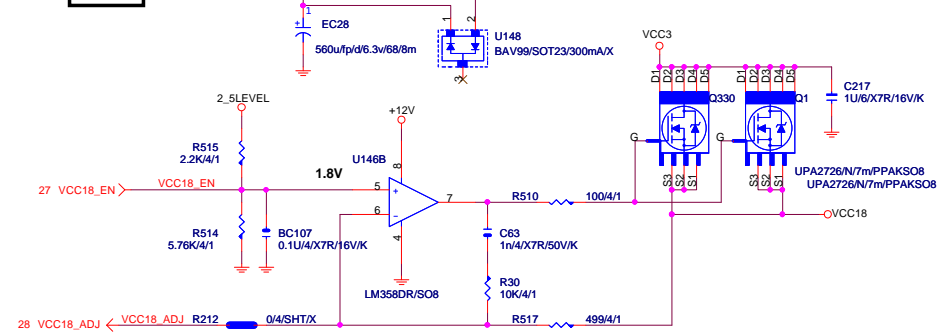 1
EC28
560u/fp/d/6.3v/68/8m
1
2
U148
BAV99/SOT23/300mA/X
3
VCC3
D1
D2
D3
D4
D5
D1
D2
D3
D4
D5
C217
1U/6/X7R/16V/K
Q330
Q1
G
G
S3
S2
S1
S3
S2
S1
UPA2726/N/7m/PPAKSO8
UPA2726/N/7m/PPAKSO8
2_5LEVEL
+12V
R515
2.2K/4/1
U146B
8
1.8V
27 VCC18_EN
VCC18_EN
5
+
6
-
7
4
R510
100/4/1
VCC18
R514
5.76K/4/1
BC107
0.1U/4/X7R/16V/K
C63
1n/4/X7R/50V/K
LM358DR/SO8
R30
10K/4/1
28 VCC18_ADJ
VCC18_ADJ
R212
0/4/SHT/X
R517
499/4/1